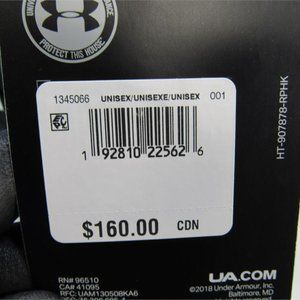 PROTECT THIS HOUSE
1345066 UNISEX/UNISEXE/UNISEX 001
1 92810 22562 6
$160.00 CDN
HT-907878-RPHK
RN# 96510
CA# 41095
RFC: UAM130508KA6
UA.COM
©2018 Under Armour, Inc.
Baltimore, MD